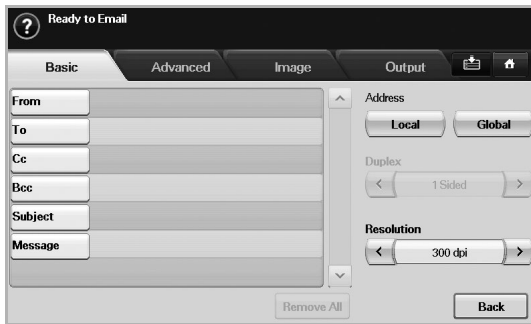 Ready to Email
Basic
Advanced
Image
Output
From
To
Cc
Bcc
Subject
Message
Address
Local
Global
Duplex
1 Sided
Resolution
300 dpi
Remove All
Back